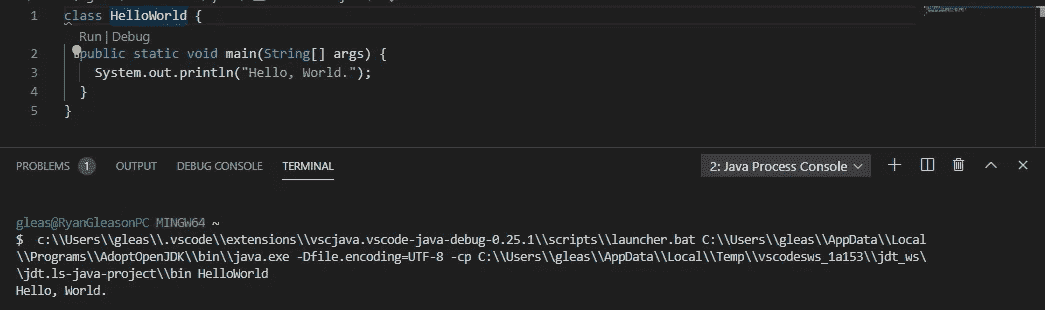 1 class HelloWorld {
Run | Debug
2 public static void main(String[] args) {
3 System.out.println("Hello, World.");
4 }
5 }
PROBLEMS 1 OUTPUT DEBUG CONSOLE TERMINAL 2: Java Process Console
gleas@RyanGleasonPC MINGW64 ~
$ c:\\Users\\gleas\\.vscode\\extensions\\vscjava.vscode-java-debug-0.25.1\\scripts\\launcher.bat C:\\Users\\gleas\\AppData\\Local
\\Programs\\AdoptOpenJDK\\bin\\java.exe -Dfile.encoding=UTF-8 -cp C:\\Users\\gleas\\AppData\\Local\\Temp\\vscodesws_1a153\\jdt_ws\
\jdt.ls-java-project\\bin HelloWorld
Hello, World.